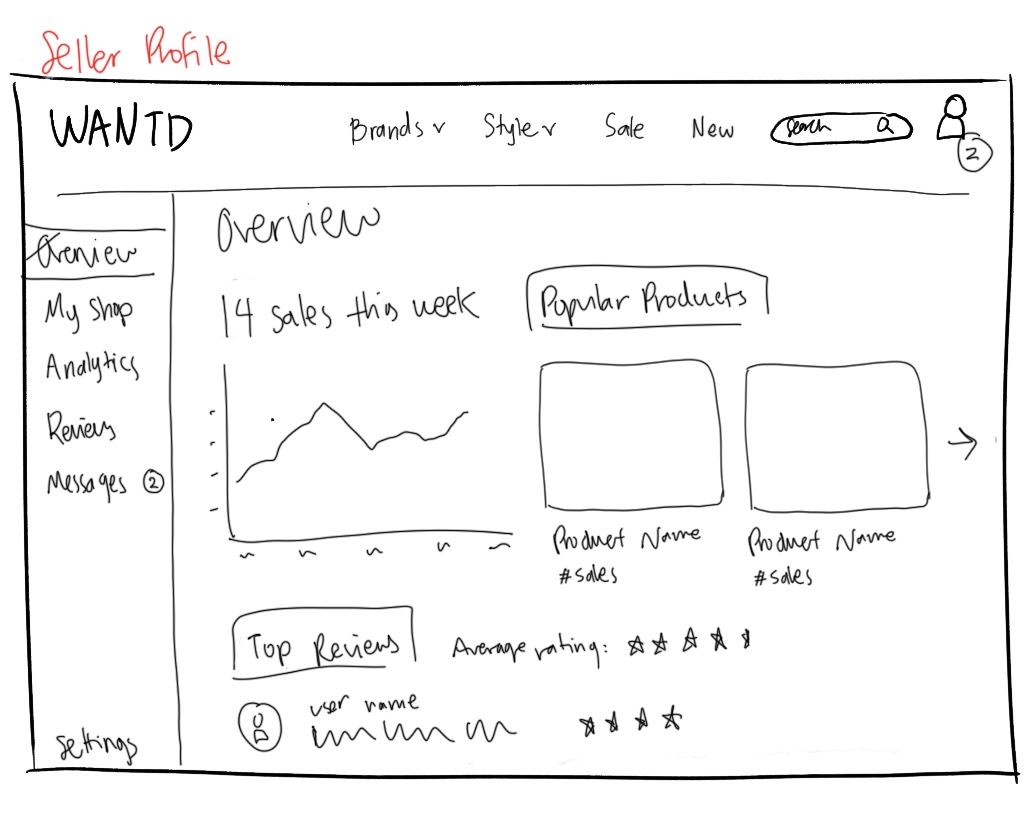 Seller Profile
WANTD
Brands v Style v Sale New search
2
Overview
My Shop
Analytics
Reviews
Messages 2
Settings
Overview
14 sales this week
Popular Products
Product Name
#sales
Product Name
#sales
Top Reviews Average rating:
user name